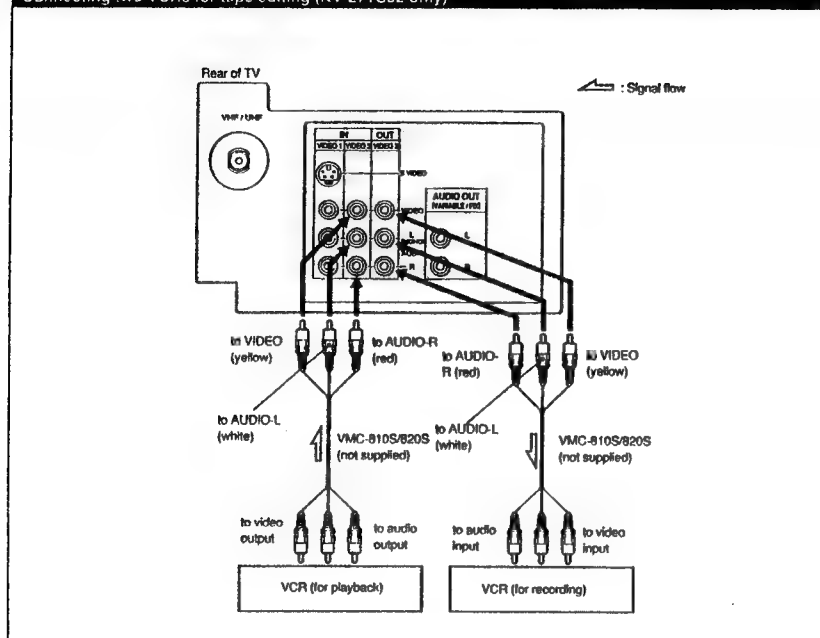 Rear of TV
: Signal flow
VHF / UHF
IN
OUT
VIDEO 1
VIDEO 2
S VIDEO
AUDIO OUT
(VARIABLE / FIX)
VIDEO
L
L
R
R
to VIDEO
(yellow)
to AUDIO-R
(red)
to AUDIO-
R (red)
to VIDEO
(yellow)
to AUDIO-L
(white)
VMC-810S/820S
(not supplied)
to AUDIO-L
(white)
VMC-810S/820S
(not supplied)
to video
output
to audio
output
to audio
input
to video
input
VCR (for playback)
VCR (for recording)